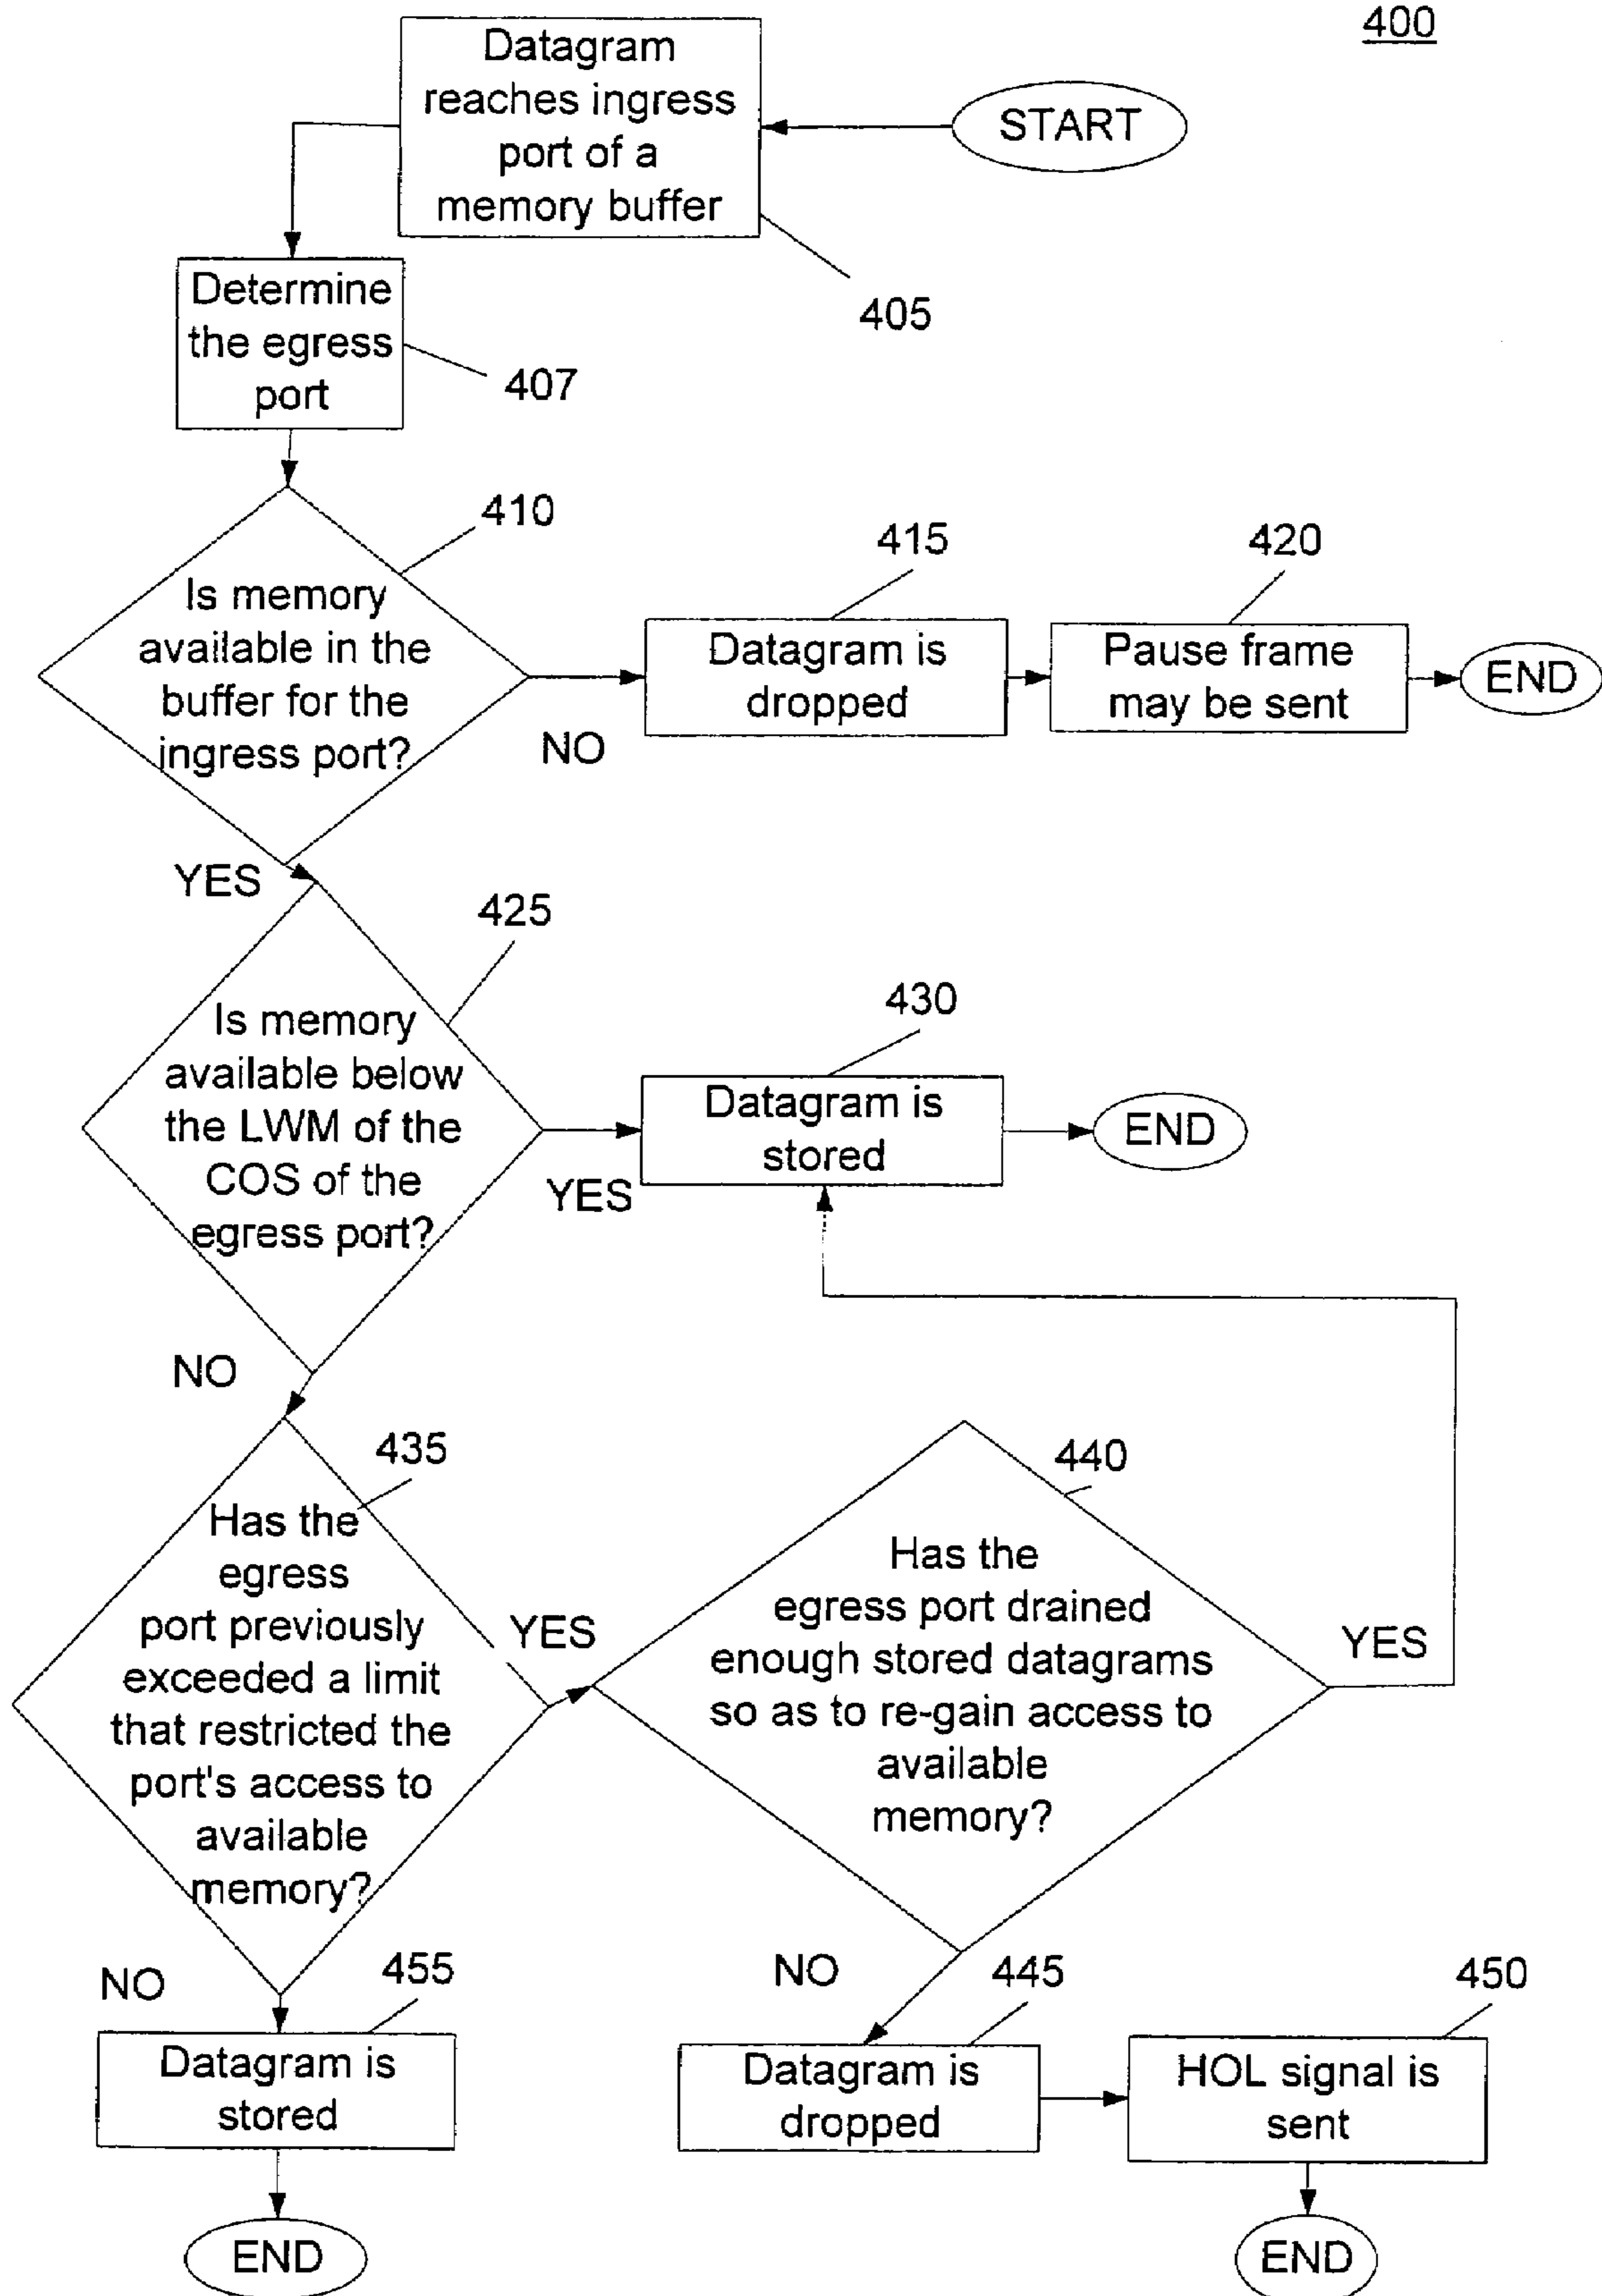 400
Datagram
reaches ingress
port of a
memory buffer
START
405
Determine
the egress
port
407
410
Is memory
available in the
buffer for the
ingress port?
NO
YES
415
Datagram is
dropped
420
Pause frame
may be sent
END
425
Is memory
available below
the LWM of the
COS of the
egress port?
YES
NO
430
Datagram is
stored
END
435
Has the
egress
port previously
exceeded a limit
that restricted the
port's access to
available
memory?
YES
NO
440
Has the
egress port drained
enough stored datagrams
so as to re-gain access to
available
memory?
YES
NO
455
Datagram is
stored
END
445
Datagram is
dropped
450
HOL signal is
sent
END